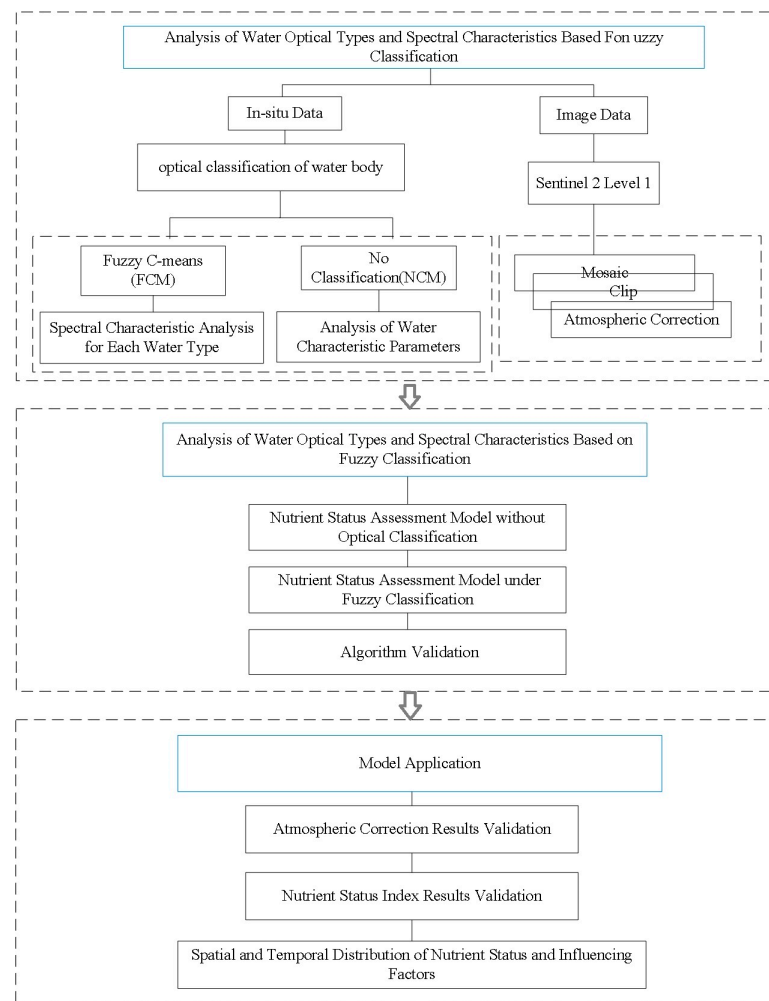 Analysis of Water Optical Types and Spectral Characteristics Based Fon uzzy
Classification
In-situ Data
Image Data
optical classification of water body
Sentinel 2 Level 1
Fuzzy C-means
(FCM)
No
Classification(NCM)
Spectral Characteristic Analysis
for Each Water Type
Analysis of Water
Characteristic Parameters
Mosaic
Clip
Atmospheric Correction
Analysis of Water Optical Types and Spectral Characteristics Based on
Fuzzy Classification
Nutrient Status Assessment Model without
Optical Classification
Nutrient Status Assessment Model under
Fuzzy Classification
Algorithm Validation
Model Application
Atmospheric Correction Results Validation
Nutrient Status Index Results Validation
Spatial and Temporal Distribution of Nutrient Status and Influencing
Factors